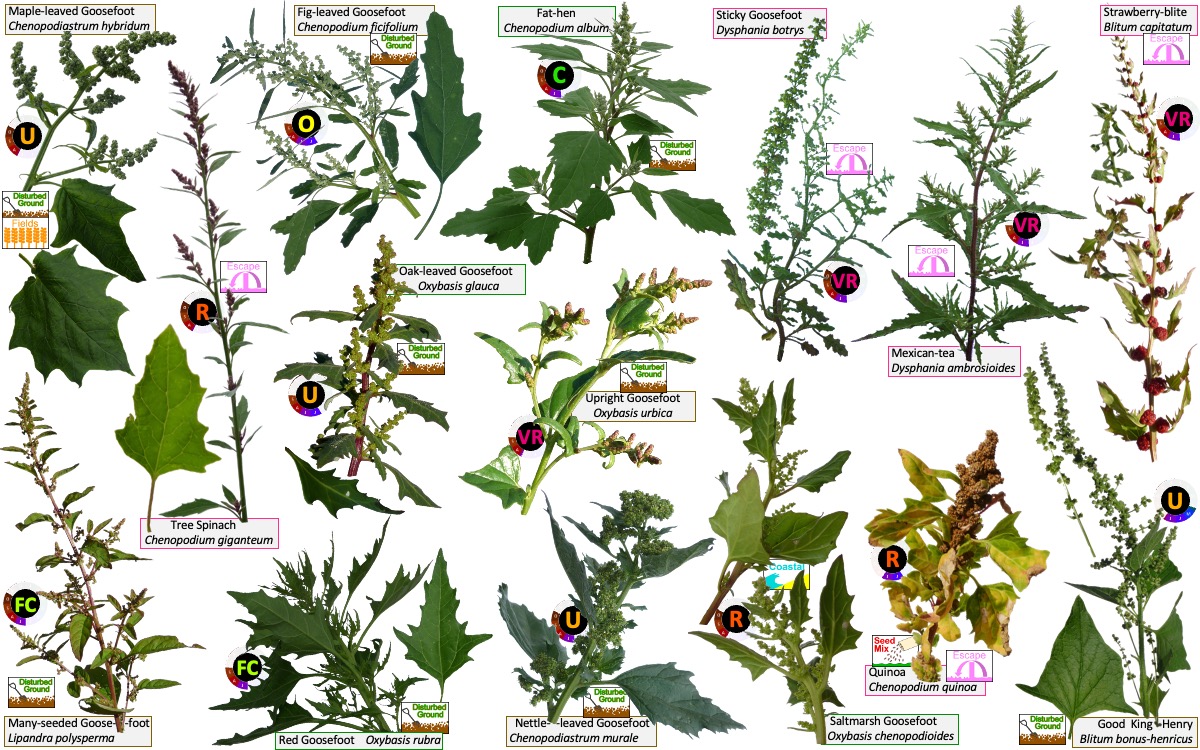 Maple-leaved Goosefoot
Chenopodiastrum hybridum
U
Disturbed
Ground
Fields
Fig-leaved Goosefoot
Chenopodium ficifolium
Disturbed
Ground
O
Fat-hen
Chenopodium album
C
Disturbed
Ground
Sticky Goosefoot
Dysphania botrys
Escape
VR
Mexican-tea
Dysphania ambrosioides
Escape
VR
Strawberry-blite
Blitum capitatum
Escape
VR
Escape
R
Tree Spinach
Chenopodium giganteum
Oak-leaved Goosefoot
Oxybasis glauca
Disturbed
Ground
U
Disturbed
Ground
Upright Goosefoot
Oxybasis urbica
VR
FC
Disturbed
Ground
Many-seeded Goose-foot
Lipandra polysperma
FC
Disturbed
Ground
Red Goosefoot Oxybasis rubra
U
Disturbed
Ground
Nettle-leaved Goosefoot
Chenopodiastrum murale
Coastal
R
Saltmarsh Goosefoot
Oxybasis chenopodioides
R
Seed
Mix
Escape
Quinoa
Chenopodium quinoa
U
Disturbed
Ground
Good King-Henry
Blitum bonus-henricus